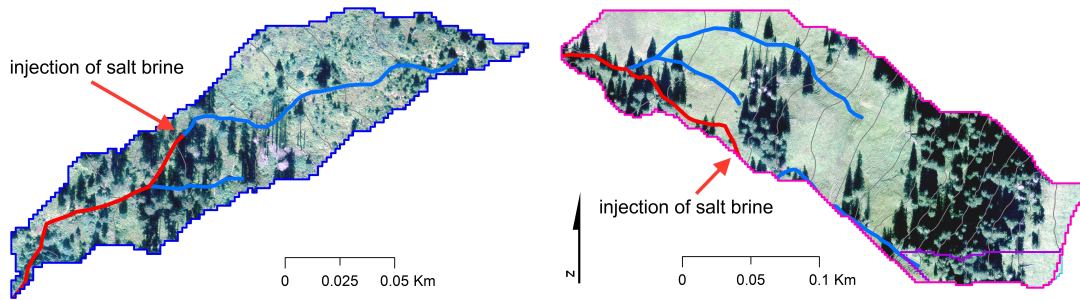 injection of salt brine
0 0.025 0.05 Km
injection of salt brine
N
0 0.05 0.1 Km